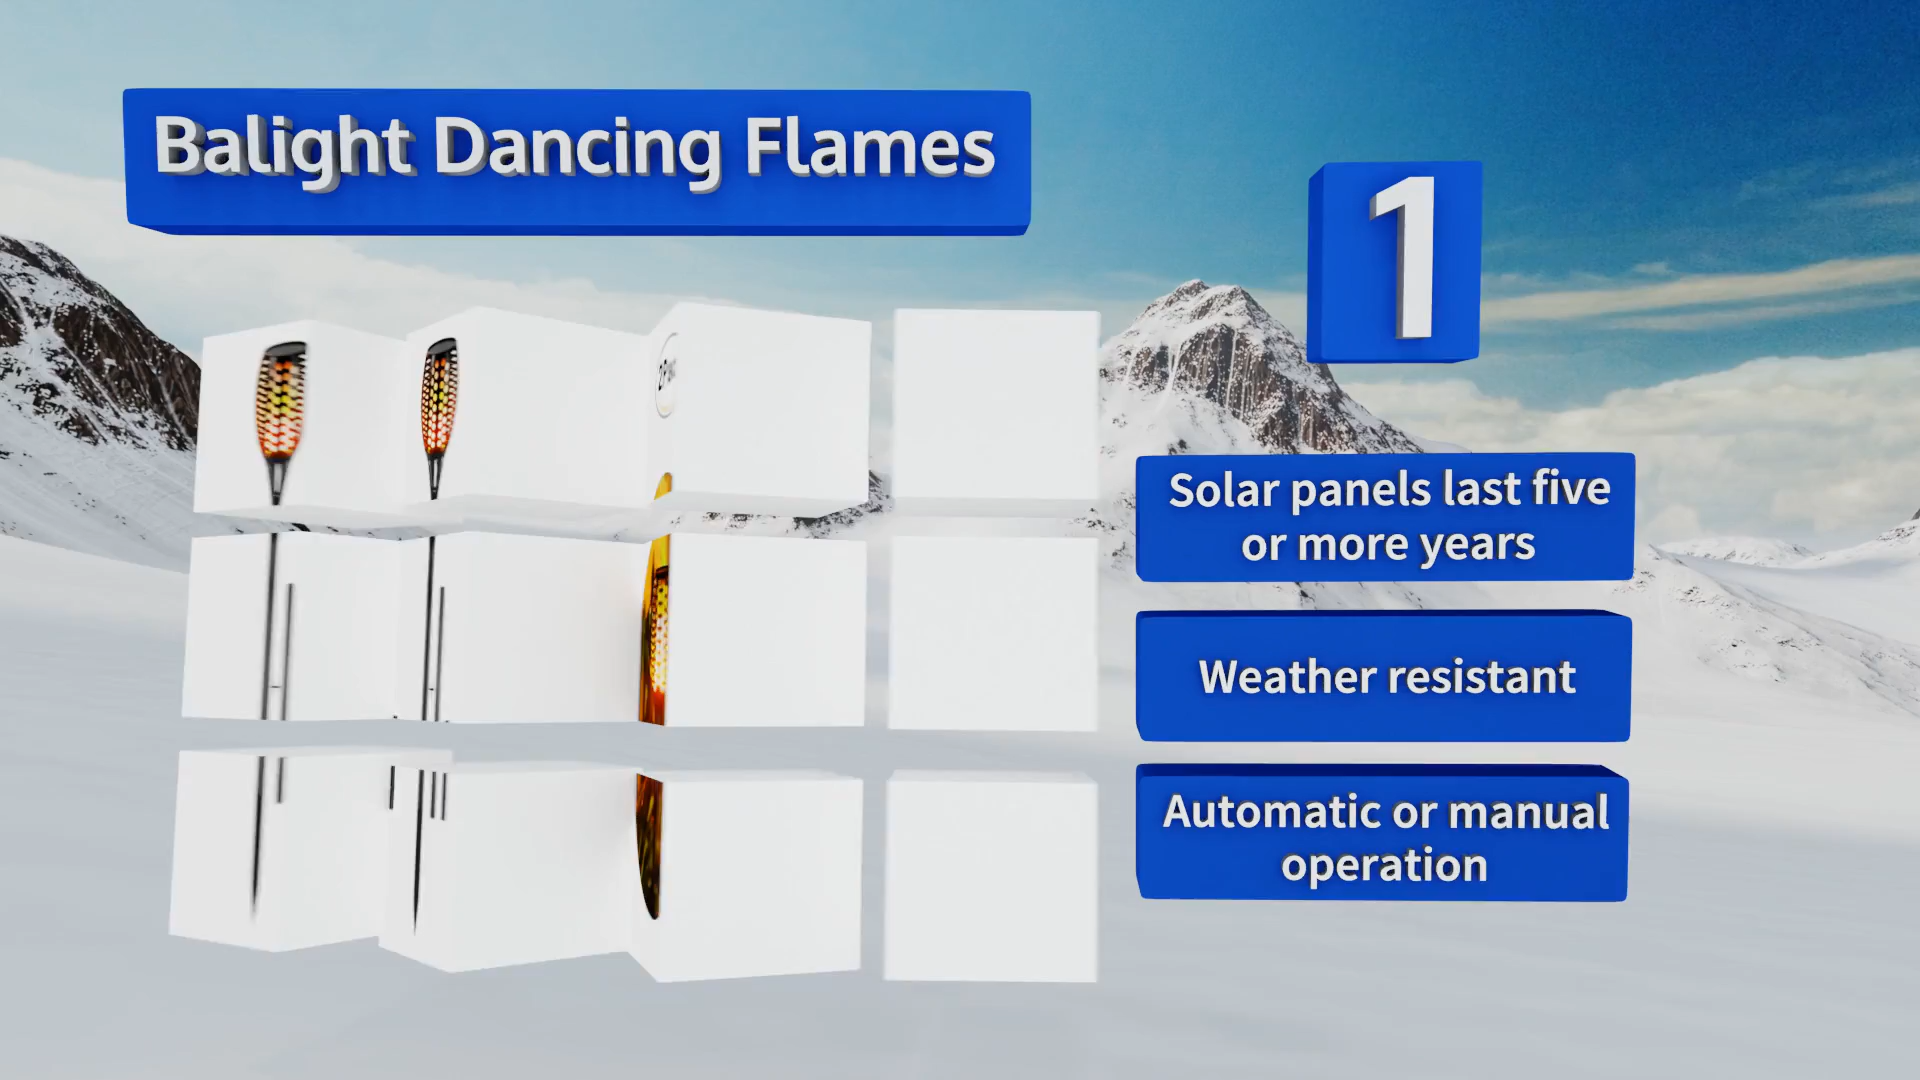 Balight Dancing Flames
1
Solar panels last five
or more years
Weather resistant
Automatic or manual
operation